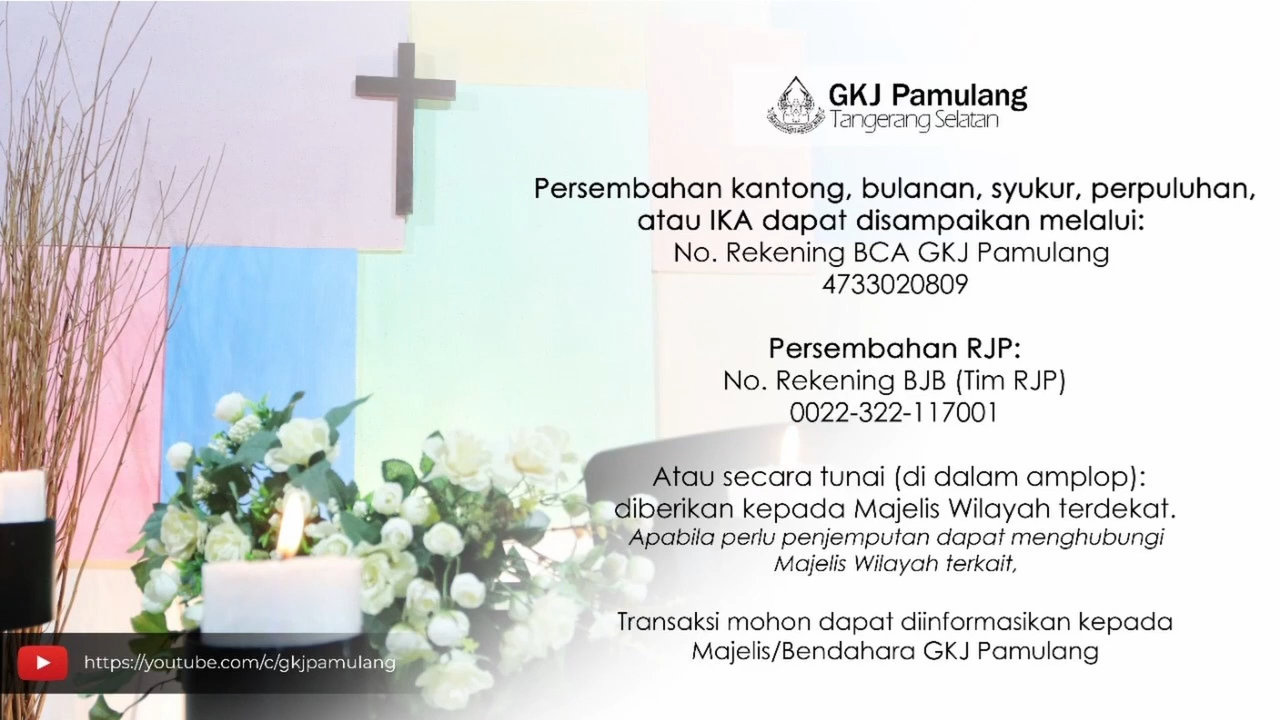 GKJ Pamulang
Tangerang Selatan
Persembahan kantong, bulanan, syukur, perpuluhan,
atau IKA dapat disampaikan melalui:
No. Rekening BCA GKJ Pamulang
4733020809
Persembahan RJP:
No. Rekening BJB (Tim RJP)
0022-322-117001
Atau secara tunai (di dalam amplop):
diberikan kepada Majelis Wilayah terdekat.
Apabila perlu penjemputan dapat menghubungi
Majelis Wilayah terkait,
Transaksi mohon dapat diinformasikan kepada
Majelis/Bendahara GKJ Pamulang
https://youtube.com/c/gkjpamulang